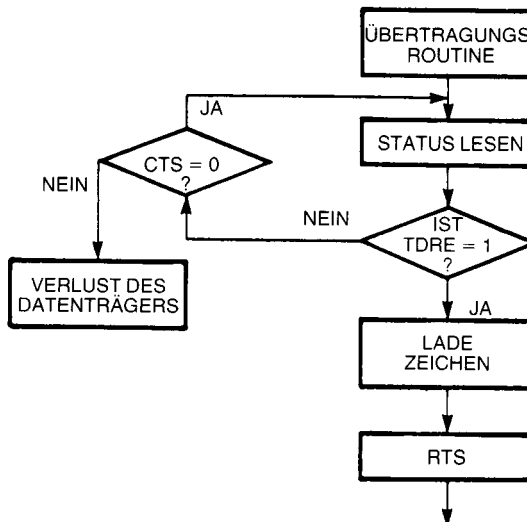 ÜBERTRAGUNGS
ROUTINE
JA
STATUS LESEN
CTS = 0
?
NEIN
NEIN
IST
TDRE = 1
?
VERLUST DES
DATENTRÄGERS
JA
LADE
ZEICHEN
RTS